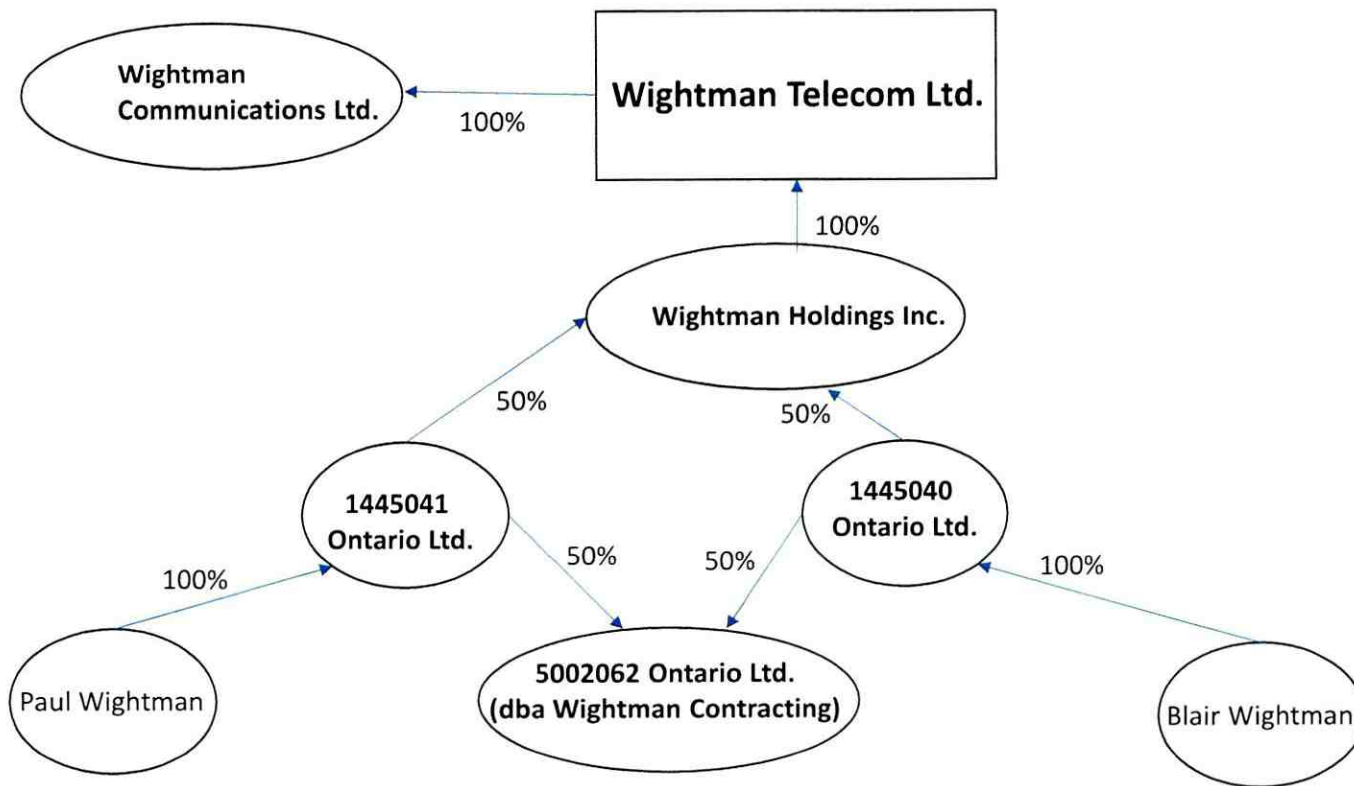 Wightman
Communications Ltd.
Wightman Telecom Ltd.
100%
100%
Wightman Holdings Inc.
50%
50%
1445041
Ontario Ltd.
1445040
Ontario Ltd.
50%
50%
100%
100%
Paul Wightman
5002062 Ontario Ltd.
(dba Wightman Contracting)
Blair Wightman